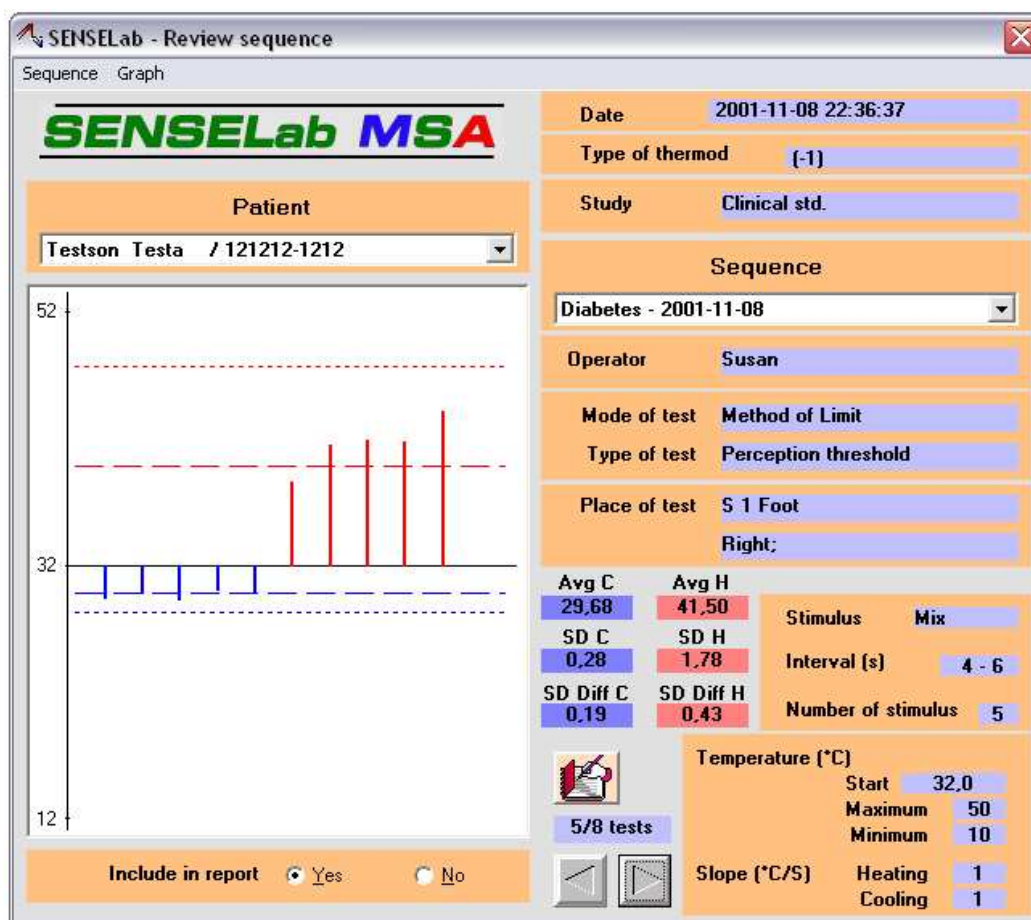 SENSELab - Review sequence
Sequence Graph
SENSELab MSA
Patient
Testson Testa / 121212-1212
52
32
12
Include in report Yes No
Date 2001-11-08 22:36:37
Type of thermod (-1)
Study Clinical std.
Sequence
Diabetes - 2001-11-08
Operator Susan
Mode of test Method of Limit
Type of test Perception threshold
Place of test S 1 Foot
Right;
Avg C Avg H
29,68 41,50
SD C SD H
0,28 1,78
SD Diff C SD Diff H
0,19 0,43
Stimulus Mix
Interval (s) 4 - 6
Number of stimulus 5
5/8 tests
Temperature (°C)
Start 32,0
Maximum 50
Minimum 10
Slope (°C/S) Heating 1
Cooling 1